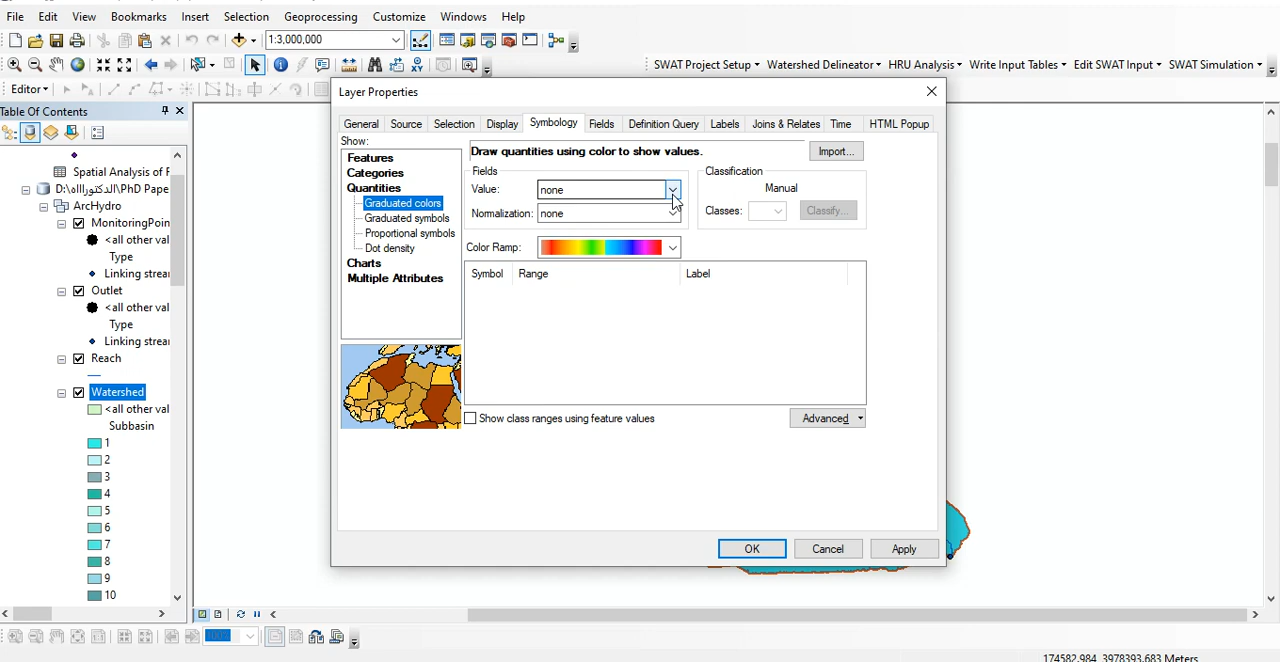 File Edit View Bookmarks Insert Selection Geoprocessing Customize Windows Help
1:3,000,000
SWAT Project Setup Watershed Delineator HRU Analysis Write Input Tables Edit SWAT Input SWAT Simulation
Editor
Table Of Contents
Spatial Analysis of F
D:\الدكتوراااه\PhD Pape
ArcHydro
MonitoringPoin
<all other val
Type
Linking strea
Outlet
<all other val
Type
Linking strea
Reach
Watershed
<all other val
Subbasin
1
2
3
4
5
6
7
8
9
10
Layer Properties
General Source Selection Display Symbology Fields Definition Query Labels Joins & Relates Time HTML Popup
Show:
Features
Categories
Quantities
Graduated colors
Graduated symbols
Proportional symbols
Dot density
Charts
Multiple Attributes
Draw quantities using color to show values.
Import...
Fields
Value: none
Normalization: none
Classification
Manual
Classes: Classify...
Color Ramp:
Symbol Range Label
Show class ranges using feature values
Advanced
OK Cancel Apply
100%
174582.984 3978393.683 Meters